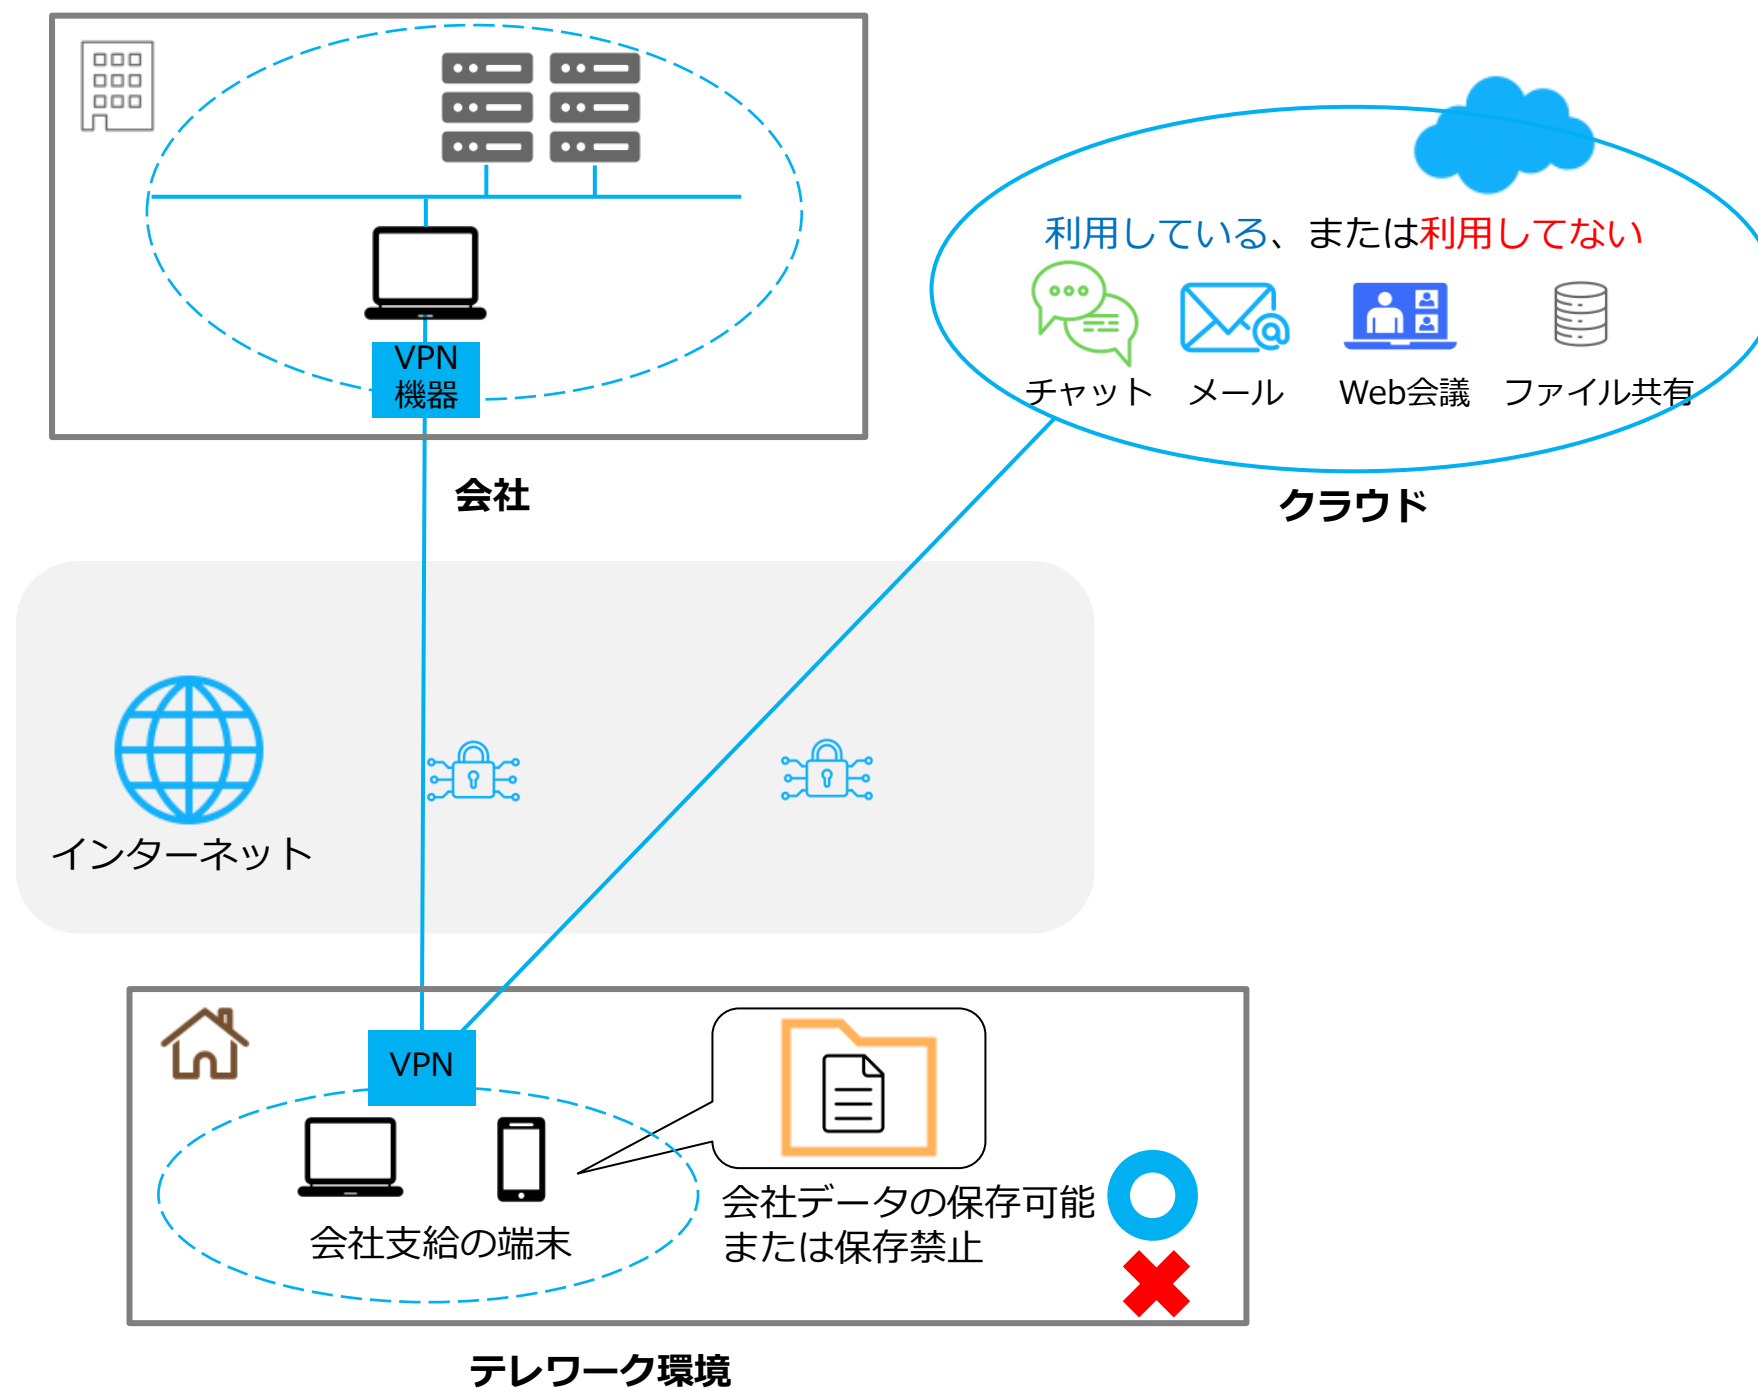 VPN
機器
会社
利用している、または利用してない
チャット
メール
Web会議
ファイル共有
クラウド
インターネット
VPN
会社支給の端末
会社データの保存可能
または保存禁止
テレワーク環境